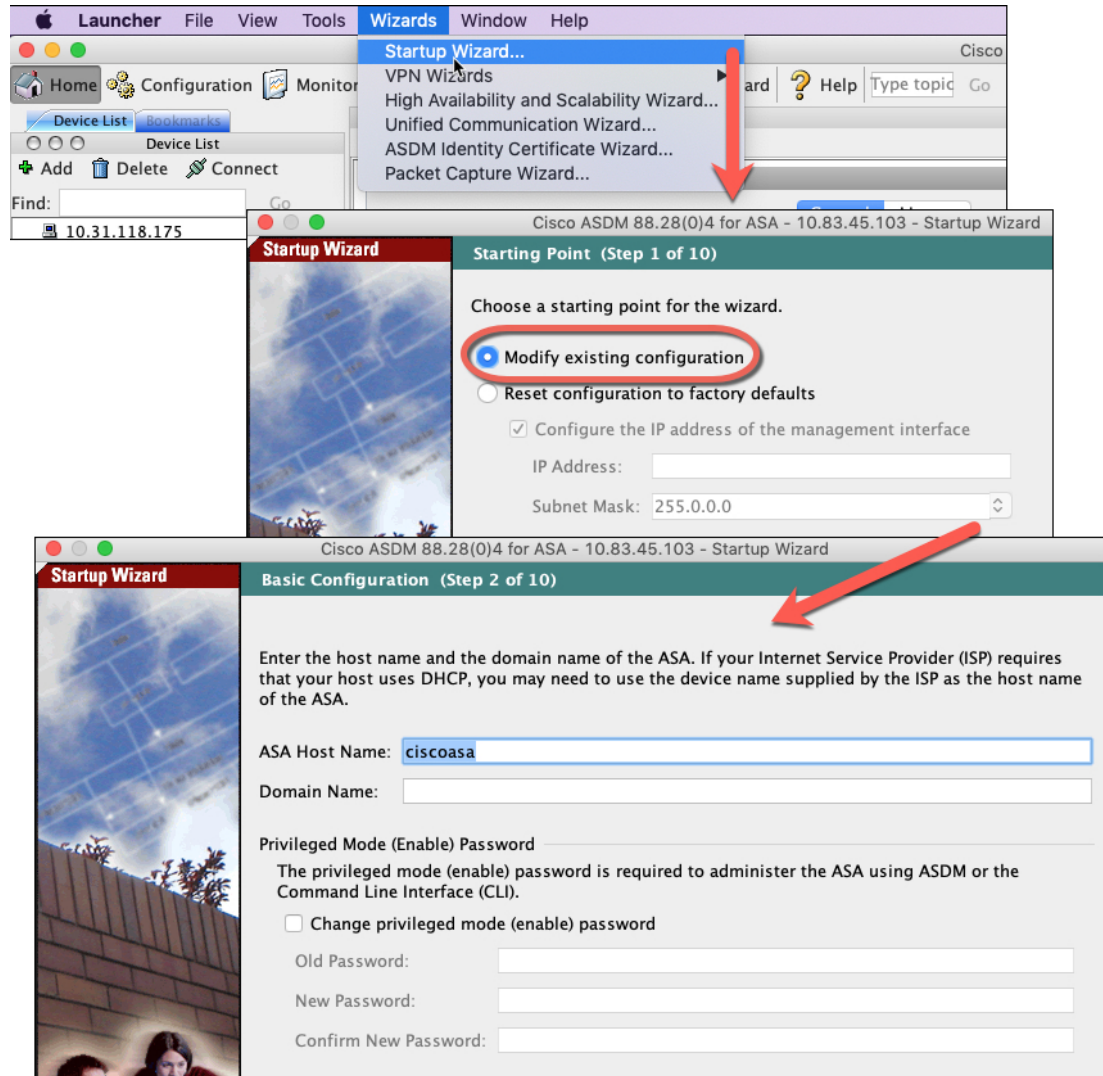 Launcher File View Tools Wizards Window Help
Startup Wizard...
VPN Wizards
High Availability and Scalability Wizard...
Unified Communication Wizard...
ASDM Identity Certificate Wizard...
Packet Capture Wizard...
Cisco
Home Configuration Monitor ard Help Type topic Go
Device List Bookmarks
Device List
Add Delete Connect
Find: Go
10.31.118.175
Cisco ASDM 88.28(0)4 for ASA - 10.83.45.103 - Startup Wizard
Startup Wizard
Starting Point (Step 1 of 10)
Choose a starting point for the wizard.
Modify existing configuration
Reset configuration to factory defaults
Configure the IP address of the management interface
IP Address:
Subnet Mask: 255.0.0.0
Cisco ASDM 88.28(0)4 for ASA - 10.83.45.103 - Startup Wizard
Startup Wizard
Basic Configuration (Step 2 of 10)
Enter the host name and the domain name of the ASA. If your Internet Service Provider (ISP) requires
that your host uses DHCP, you may need to use the device name supplied by the ISP as the host name
of the ASA.
ASA Host Name: ciscoasa
Domain Name:
Privileged Mode (Enable) Password
The privileged mode (enable) password is required to administer the ASA using ASDM or the
Command Line Interface (CLI).
Change privileged mode (enable) password
Old Password:
New Password:
Confirm New Password: